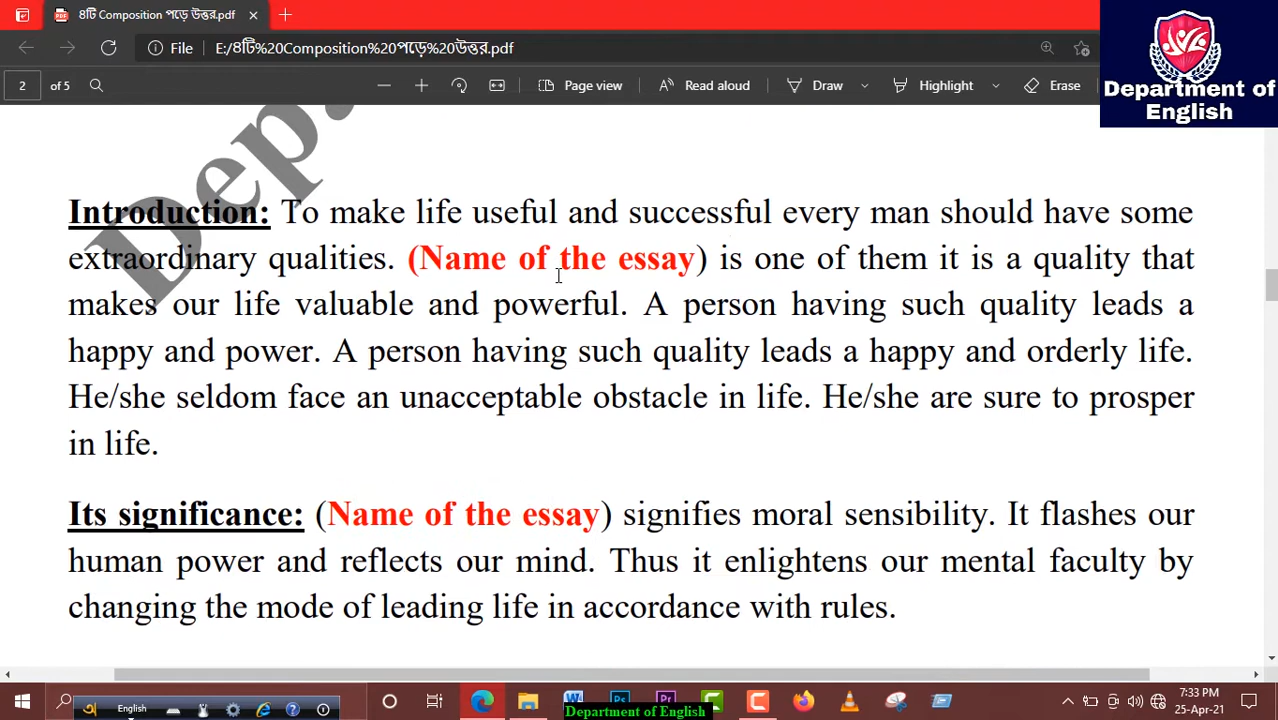 8টি Composition পড়ে উত্তর.pdf
File E:/8টি%20Composition%20পড়ে%20উত্তর.pdf
2 of 5 Page view Read aloud Draw Highlight Erase
Department of
English
Dep.
Introduction: To make life useful and successful every man should have some
extraordinary qualities. (Name of the essay) is one of them it is a quality that
makes our life valuable and powerful. A person having such quality leads a
happy and power. A person having such quality leads a happy and orderly life.
He/she seldom face an unacceptable obstacle in life. He/she are sure to prosper
in life.
Its significance: (Name of the essay) signifies moral sensibility. It flashes our
human power and reflects our mind. Thus it enlightens our mental faculty by
changing the mode of leading life in accordance with rules.
English
Department of English
7:33 PM
25-Apr-21